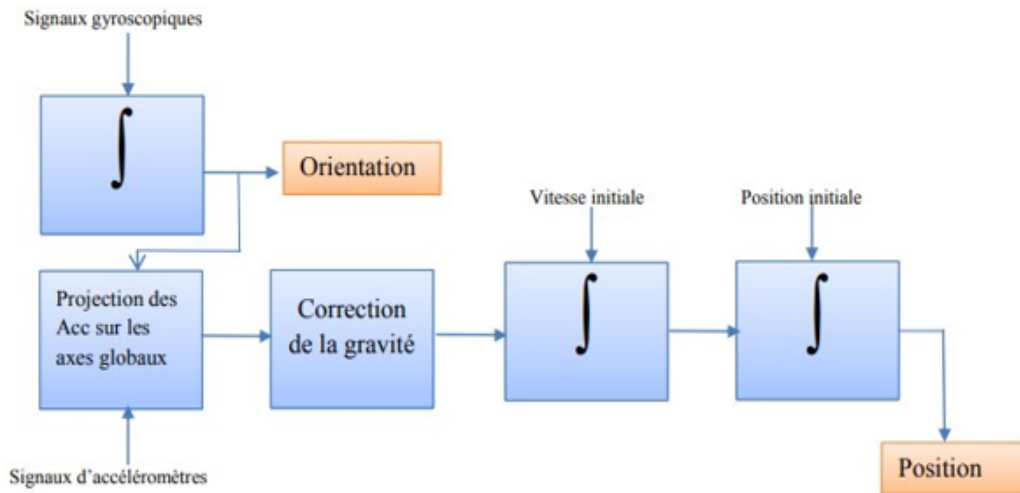 Signaux gyroscopiques
∫
Orientation
Vitesse initiale
Position initiale
Projection des
Acc sur les
axes globaux
Correction
de la gravité
∫
∫
Signaux d'accéléromètres
Position